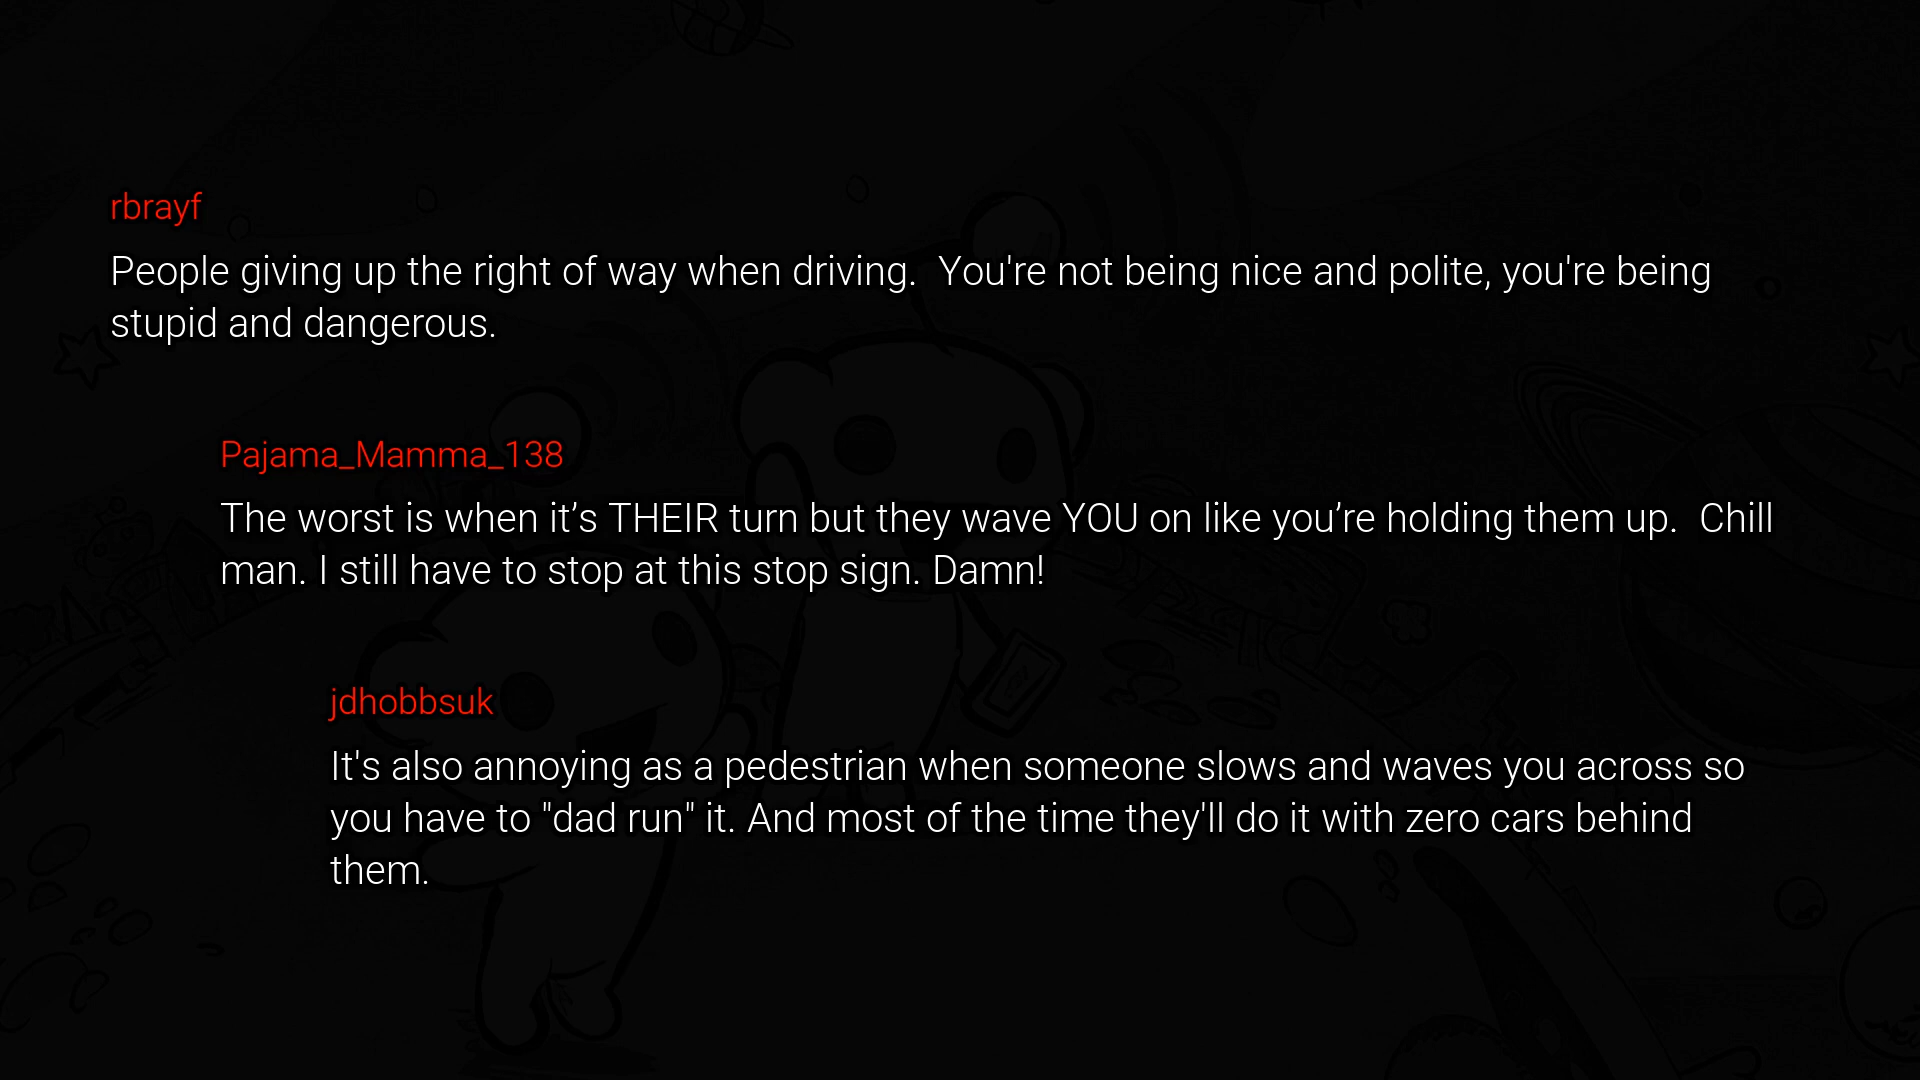 rbrayf
People giving up the right of way when driving.  You're not being nice and polite, you're being
stupid and dangerous.
Pajama_Mamma_138
The worst is when it’s THEIR turn but they wave YOU on like you’re holding them up.  Chill
man. I still have to stop at this stop sign. Damn!
jdhobbsuk
It's also annoying as a pedestrian when someone slows and waves you across so
you have to "dad run" it. And most of the time they'll do it with zero cars behind
them.